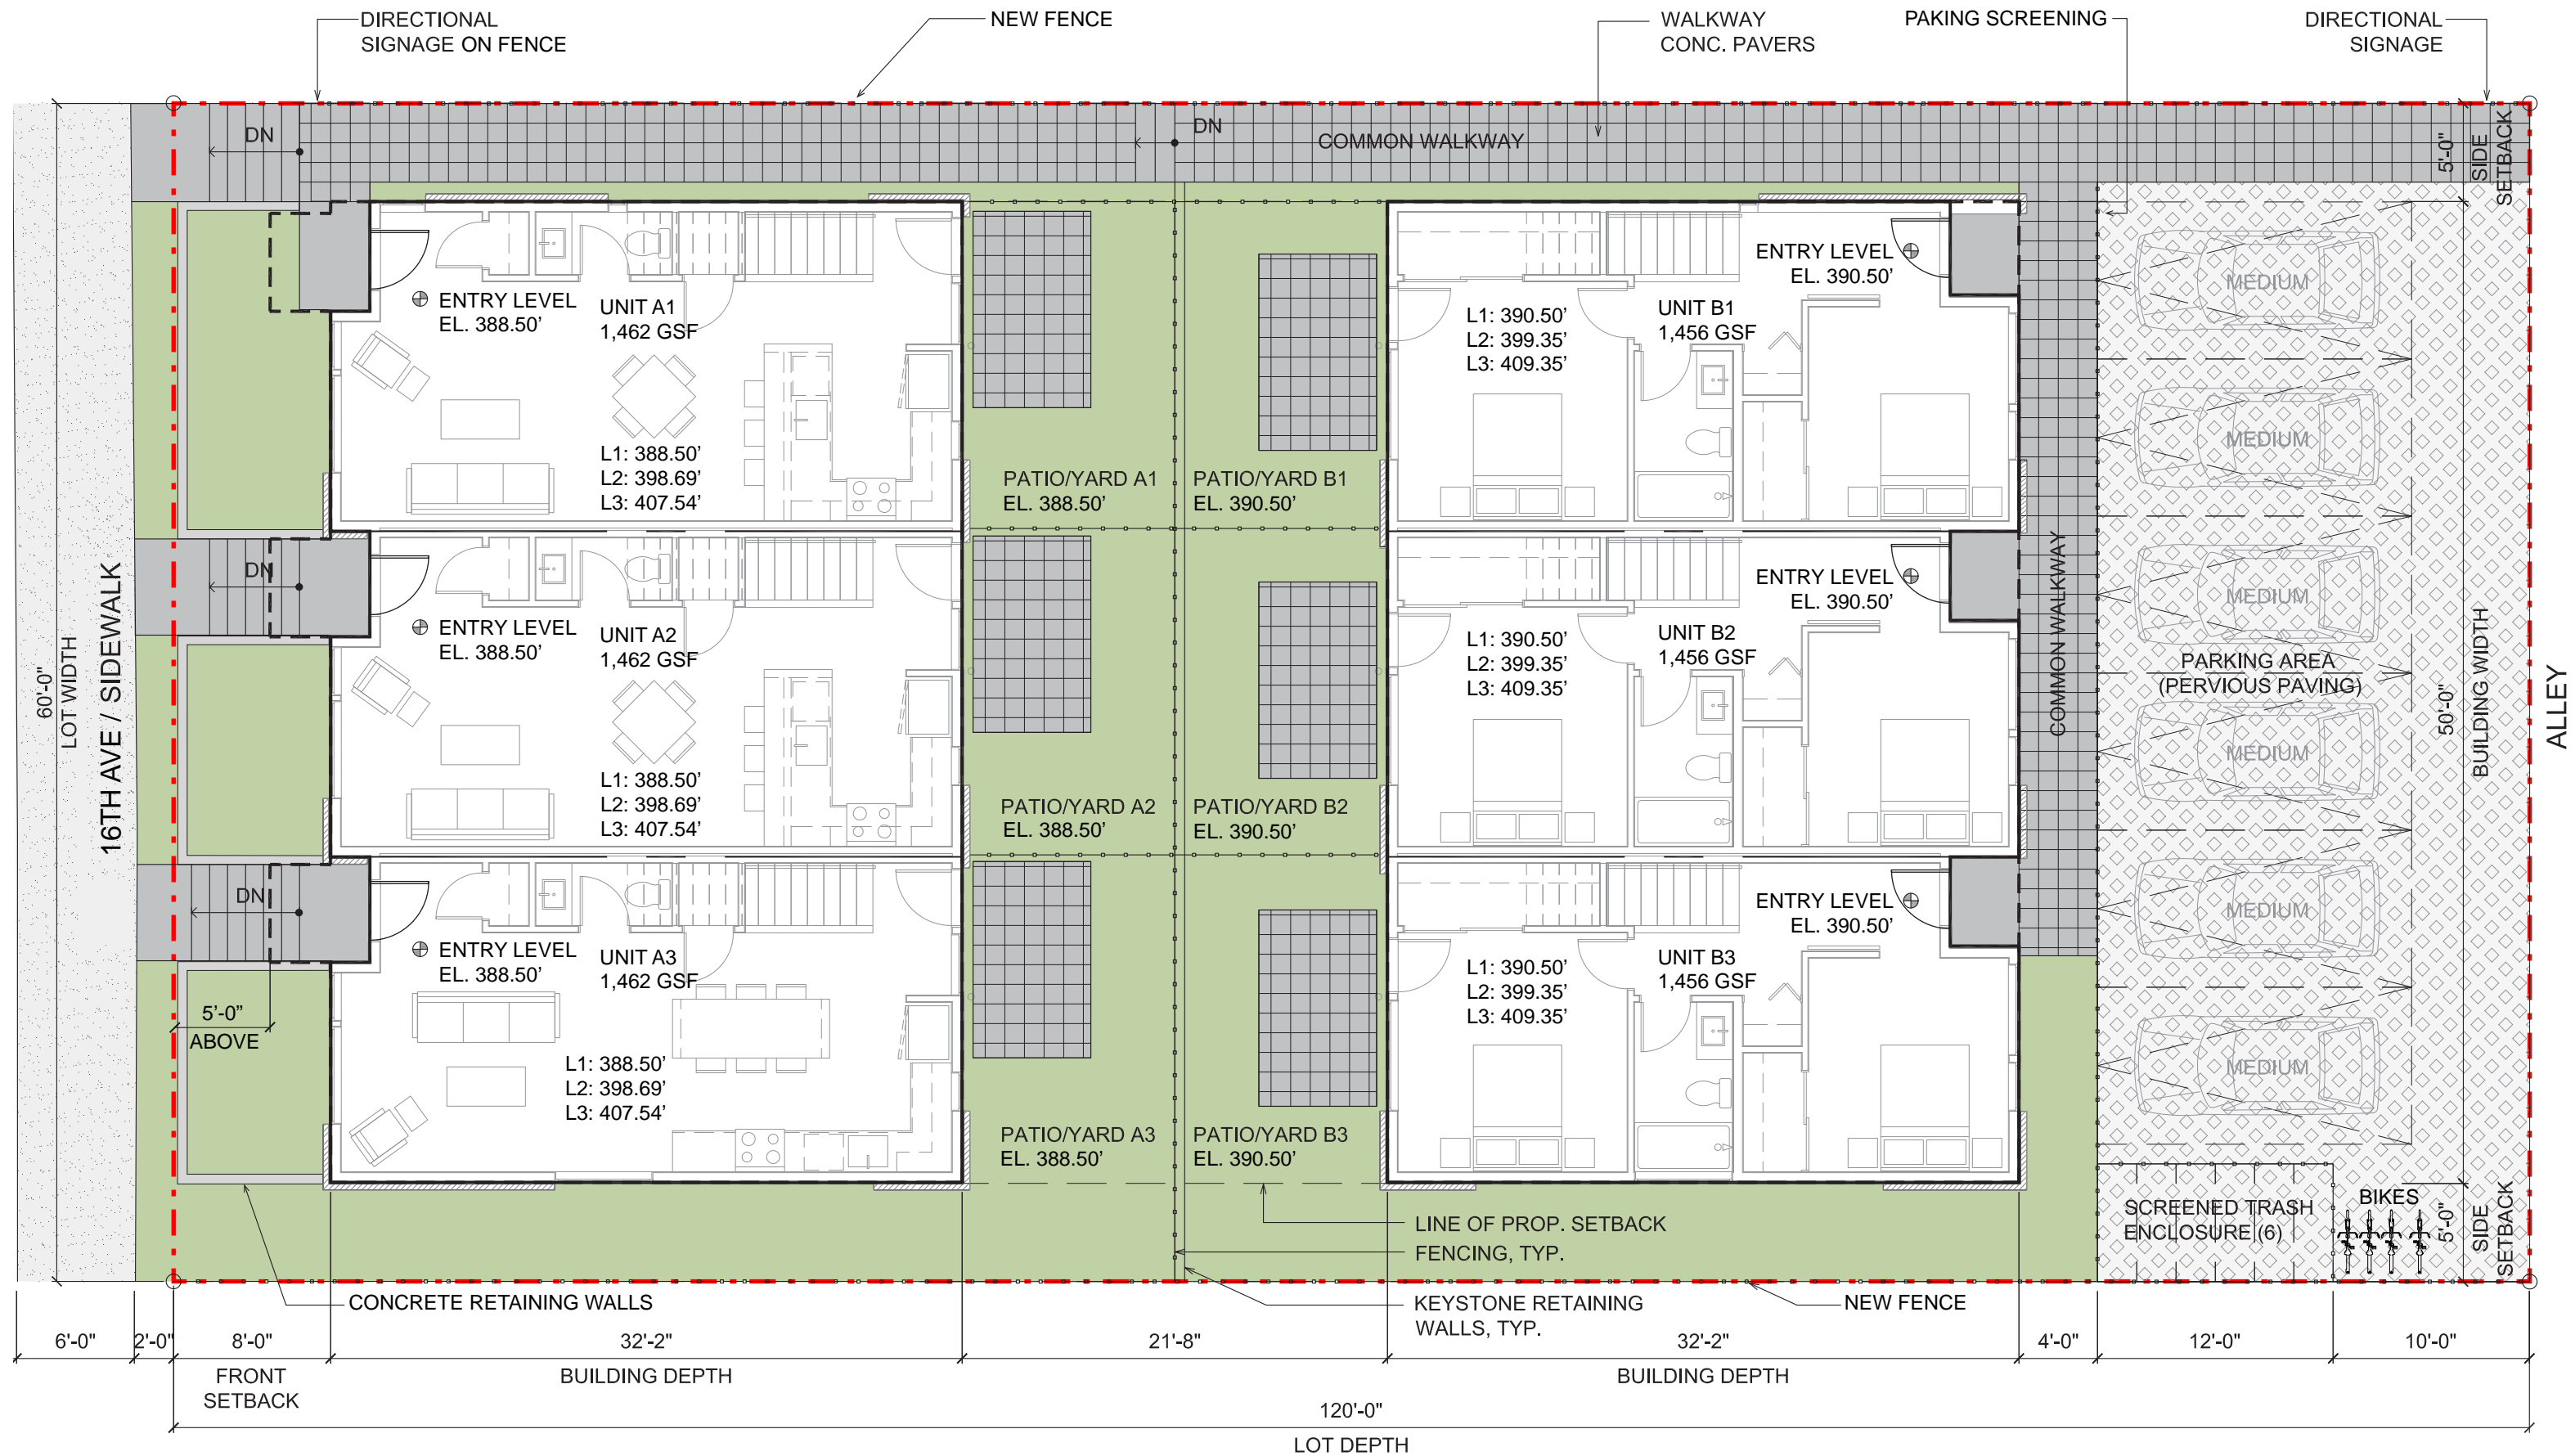 DIRECTIONAL
SIGNAGE ON FENCE
NEW FENCE
WALKWAY
CONC. PAVERS
PAKING SCREENING
DIRECTIONAL
SIGNAGE
DN
DN
COMMON WALKWAY
5'-0"
SIDE
SETBACK
ENTRY LEVEL
EL. 388.50'
UNIT A1
1,462 GSF
L1: 388.50'
L2: 398.69'
L3: 407.54'
PATIO/YARD A1
EL. 388.50'
PATIO/YARD B1
EL. 390.50'
L1: 390.50'
L2: 399.35'
L3: 409.35'
UNIT B1
1,456 GSF
ENTRY LEVEL
EL. 390.50'
MEDIUM
MEDIUM
60'-0"
LOT WIDTH
16TH AVE / SIDEWALK
DN
ENTRY LEVEL
EL. 388.50'
UNIT A2
1,462 GSF
L1: 388.50'
L2: 398.69'
L3: 407.54'
PATIO/YARD A2
EL. 388.50'
PATIO/YARD B2
EL. 390.50'
L1: 390.50'
L2: 399.35'
L3: 409.35'
UNIT B2
1,456 GSF
ENTRY LEVEL
EL. 390.50'
COMMON WALKWAY
MEDIUM
PARKING AREA
(PERVIOUS PAVING)
MEDIUM
50'-0"
BUILDING WIDTH
ALLEY
DN
5'-0"
ABOVE
ENTRY LEVEL
EL. 388.50'
UNIT A3
1,462 GSF
L1: 388.50'
L2: 398.69'
L3: 407.54'
PATIO/YARD A3
EL. 388.50'
PATIO/YARD B3
EL. 390.50'
L1: 390.50'
L2: 399.35'
L3: 409.35'
UNIT B3
1,456 GSF
ENTRY LEVEL
EL. 390.50'
MEDIUM
MEDIUM
SCREENED TRASH
ENCLOSURE (6)
BIKES
5'-0"
SIDE
SETBACK
LINE OF PROP. SETBACK
FENCING, TYP.
CONCRETE RETAINING WALLS
KEYSTONE RETAINING
WALLS, TYP.
NEW FENCE
6'-0"
2'-0"
8'-0"
32'-2"
21'-8"
32'-2"
4'-0"
12'-0"
10'-0"
FRONT
SETBACK
BUILDING DEPTH
BUILDING DEPTH
120'-0"
LOT DEPTH